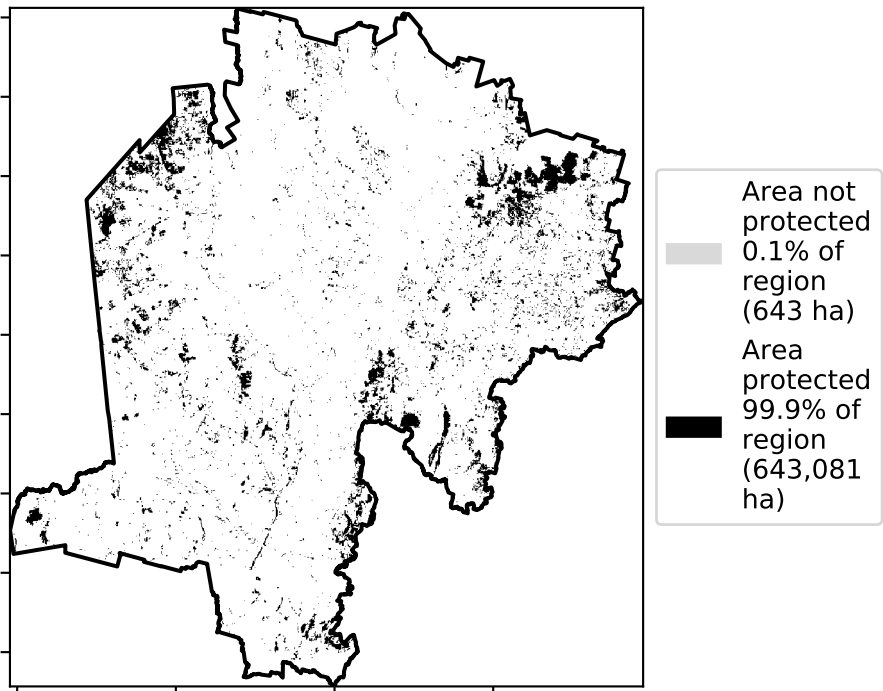 Area not
protected
0.1% of
region
(643 ha)
Area
protected
99.9% of
region
(643,081
ha)